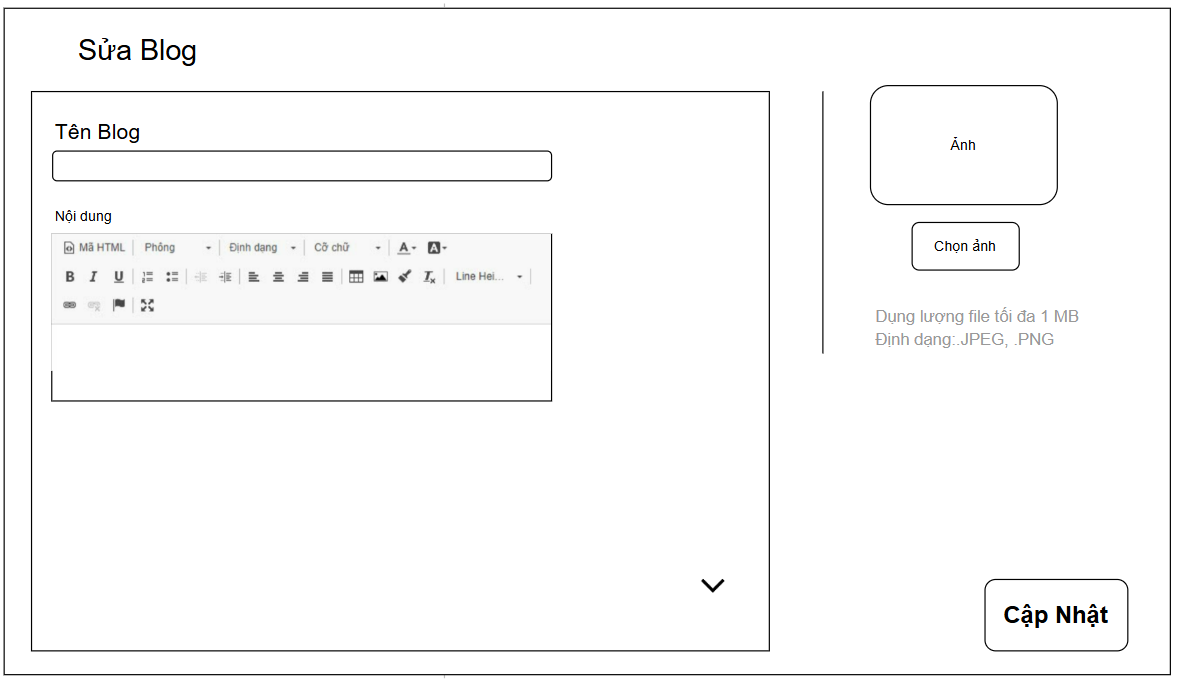 Sửa Blog
Tên Blog
Nội dung
Mã HTML Phông Định dạng Cỡ chữ A A
B I U Line Hei...
Ảnh
Chọn ảnh
Dụng lượng file tối đa 1 MB
Định dạng:.JPEG, .PNG
Cập Nhật